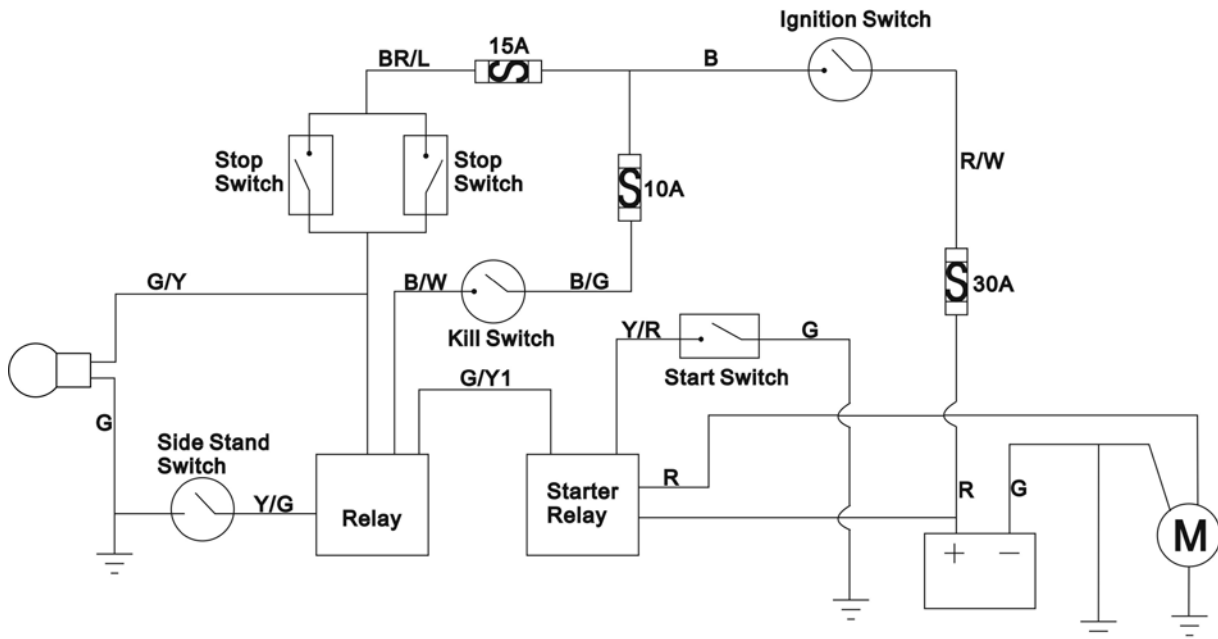 Ignition Switch
15A
BR/L
B
Stop
Switch
Stop
Switch
R/W
S
S
10A
G/Y
B/W
B/G
S
30A
Kill Switch
Y/R
G
Start Switch
G/Y1
G
Side Stand
Switch
Y/G
Relay
Starter
Relay
R
R
G
+
−
M